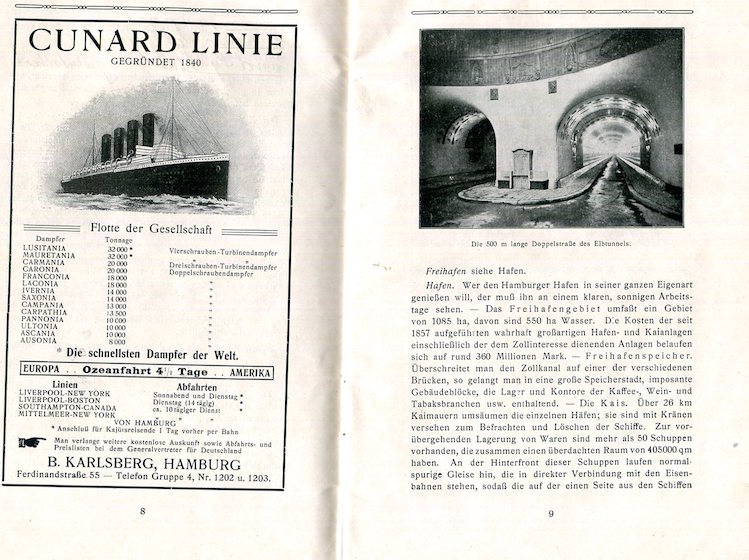 CUNARD LINIE
GEGRÜNDET 1840
Flotte der Gesellschaft
Dampfer Tonnage
LUSITANIA 32 000 * Vierschrauben-Turbinendampfer
MAURETANIA 32 000 * „ „
CARMANIA 20 000 Dreischrauben-Turbinendampfer
CARONIA 20 000 Doppelschraubendampfer
FRANCONIA 18 000 „
LACONIA 18 000 „
IVERNIA 14 000 „
SAXONIA 14 000 „
CAMPANIA 13 000 „
CARPATHIA 13 500 „
PANNONIA 10 000 „
ULTONIA 10 000 „
ASCANIA 10 000 „
AUSONIA 8 000 „
* Die schnellsten Dampfer der Welt.
EUROPA .. Ozeanfahrt 4½ Tage .. AMERIKA
Linien Abfahrten
LIVERPOOL-NEW YORK Sonnabend und Dienstag *
LIVERPOOL-BOSTON Dienstag (14 tägig) *
SOUTHAMPTON-CANADA ca. 10 tägiger Dienst *
MITTELMEER-NEW YORK
VON HAMBURG *
* Anschluß für Kajütsreisende 1 Tag vorher per Bahn
Man verlange weitere kostenlose Auskunft sowie Abfahrts- und
Preislisten bei dem Generalvertreter für Deutschland
B. KARLSBERG, HAMBURG
Ferdinandstraße 55 — Telefon Gruppe 4, Nr. 1202 u. 1203.
8
Die 500 m lange Doppelstraße des Elbtunnels.
Freihafen siehe Hafen.
Hafen. Wer den Hamburger Hafen in seiner ganzen Eigenart
genießen will, der muß ihn an einem klaren, sonnigen Arbeits-
tage sehen. — Das Freihafengebiet umfaßt ein Gebiet
von 1085 ha, davon sind 550 ha Wasser. Die Kosten der seit
1857 aufgeführten wahrhaft großartigen Hafen- und Kaianlagen
einschließlich der dem Zollinteresse dienenden Anlagen belaufen
sich auf rund 360 Millionen Mark. — Freihafenspeicher.
Überschreitet man den Zollkanal auf einer der verschiedenen
Brücken, so gelangt man in eine große Speicherstadt, imposante
Gebäudeblöcke, die Lager und Kontore der Kaffee-, Wein- und
Tabaksbranchen usw. enthaltend. — Die Kais. Über 26 km
Kaimauern umsäumen die einzelnen Häfen; sie sind mit Kränen
versehen zum Befrachten und Löschen der Schiffe. Zur vor-
übergehenden Lagerung von Waren sind mehr als 50 Schuppen
vorhanden, die zusammen einen überdachten Raum von 405000 qm
haben. An der Hinterfront dieser Schuppen laufen normal-
spurige Gleise hin, die in direkter Verbindung mit den Eisen-
bahnen stehen, sodaß die auf der einen Seite aus den Schiffen
9